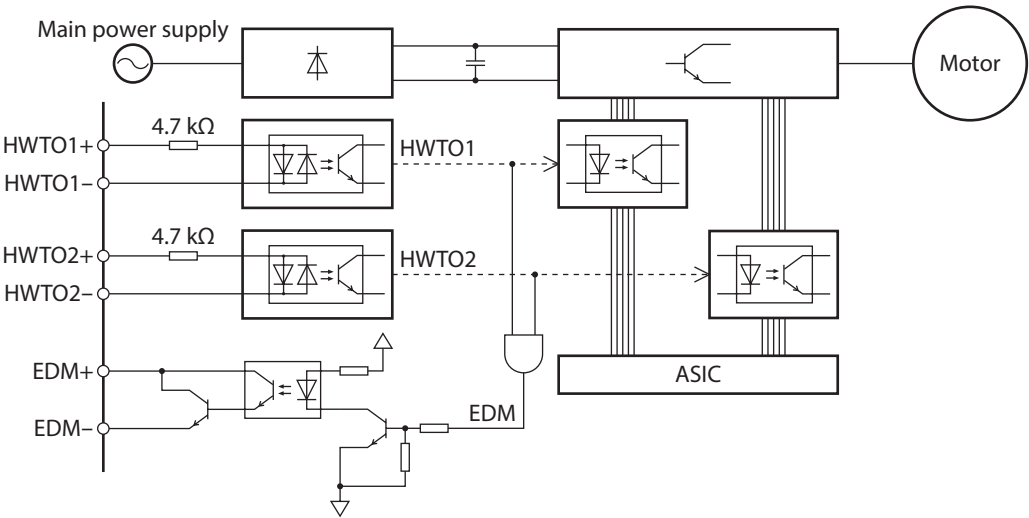 Main power supply
Motor
4.7 kΩ
HWTO1+
HWTO1
HWTO1−
4.7 kΩ
HWTO2+
HWTO2
HWTO2−
EDM+
ASIC
EDM
EDM−